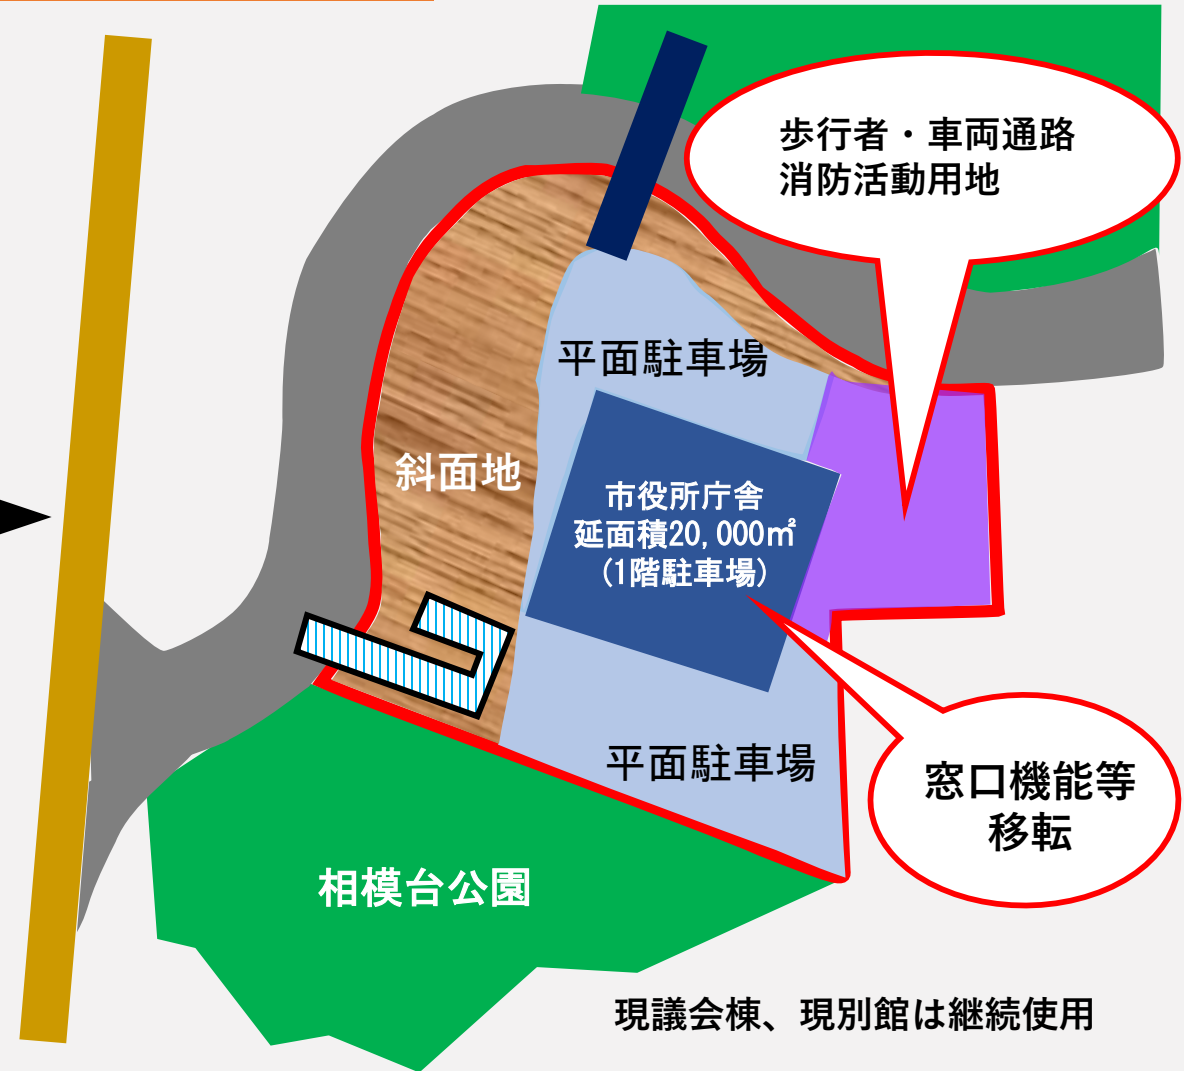 歩行者・車両通路
消防活動用地
平面駐車場
斜面地
市役所庁舎
延面積20,000㎡
(1階駐車場)
平面駐車場
窓口機能等
移転
相模台公園
現議会棟、現別館は継続使用